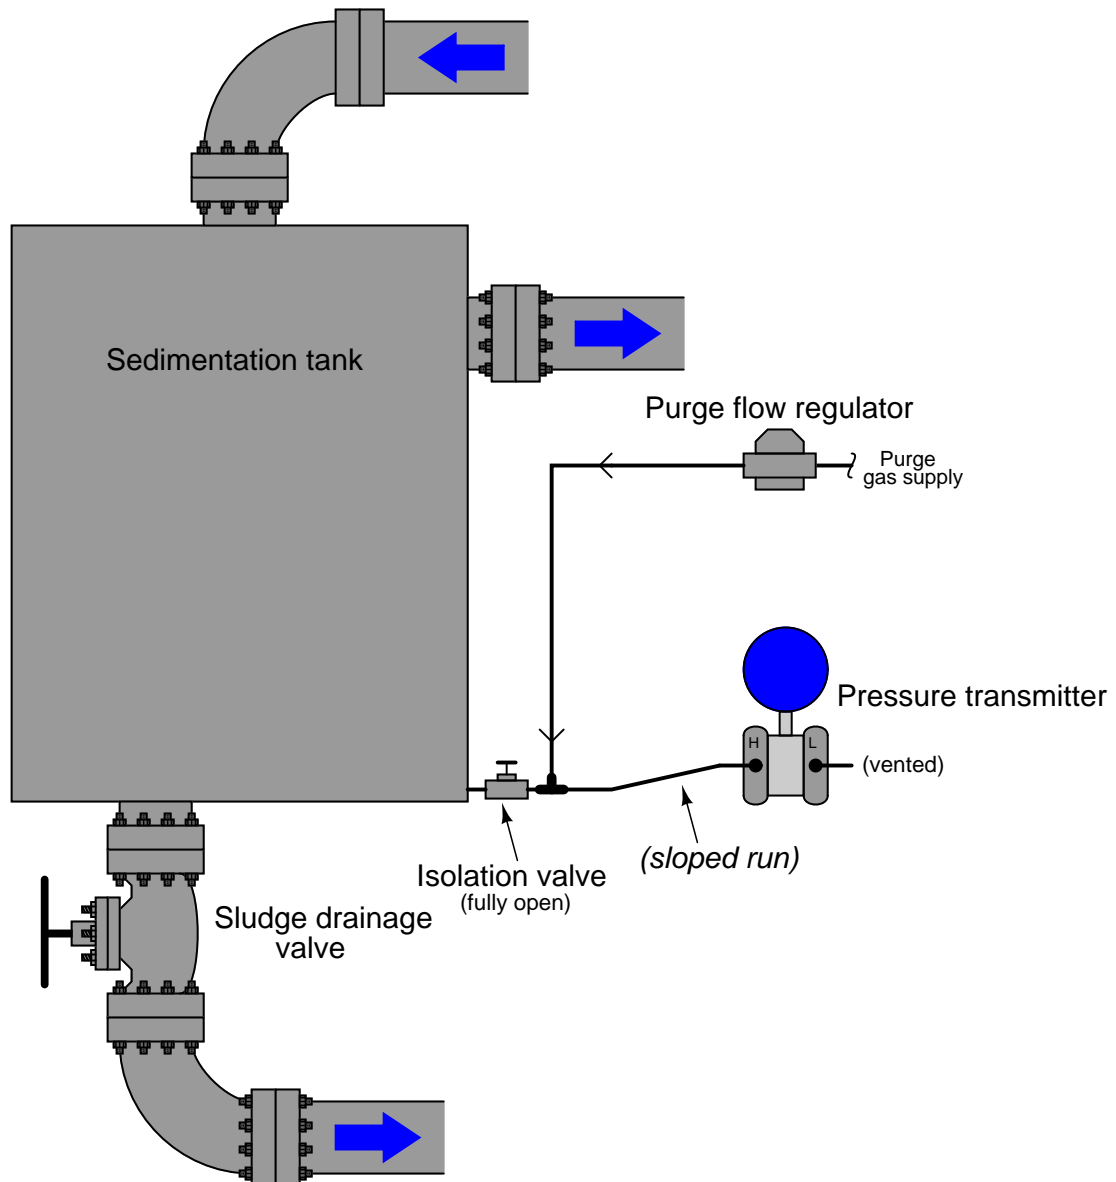 Sedimentation tank
Purge flow regulator
Purge
gas supply
H
L
Pressure transmitter
(vented)
(sloped run)
Isolation valve
(fully open)
Sludge drainage
valve